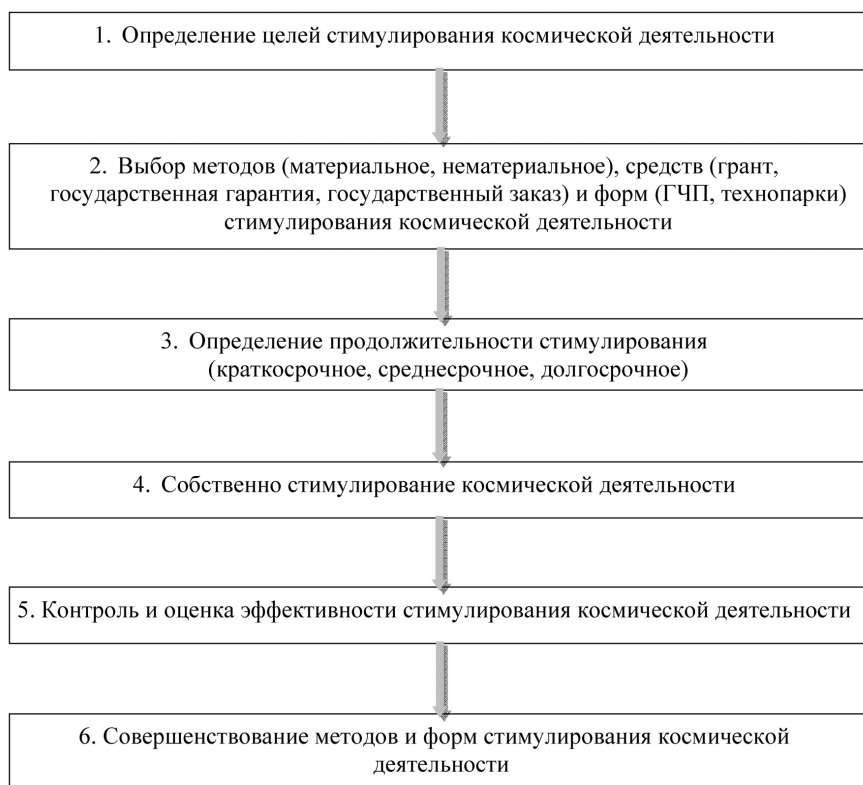 1. Определение целей стимулирования космической деятельности
2. Выбор методов (материальное, нематериальное), средств (грант,
государственная гарантия, государственный заказ) и форм (ГЧП, технопарки)
стимулирования космической деятельности
3. Определение продолжительности стимулирования
(краткосрочное, среднесрочное, долгосрочное)
4. Собственно стимулирование космической деятельности
5. Контроль и оценка эффективности стимулирования космической деятельности
6. Совершенствование методов и форм стимулирования космической
деятельности